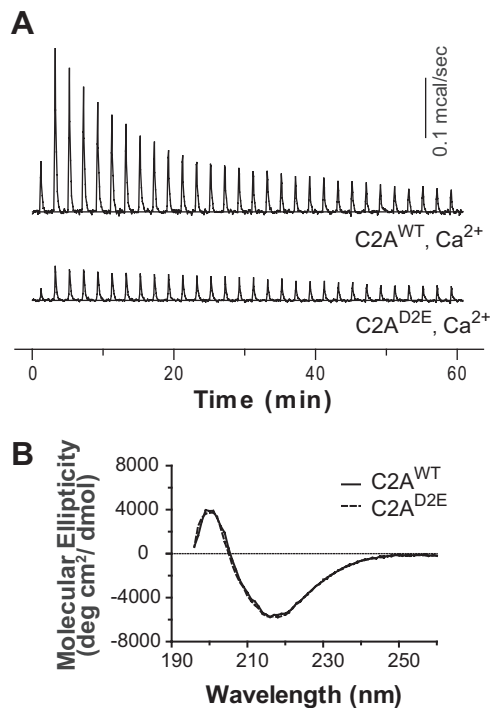 A
0.1 mcal/sec
C2A^WT, Ca^2+
C2A^D2E, Ca^2+
0 20 40 60
Time (min)
B
Molecular Ellipticity
(deg cm^2/ dmol)
8000
4000
0
-4000
-8000
C2A^WT
C2A^D2E
190 210 230 250
Wavelength (nm)